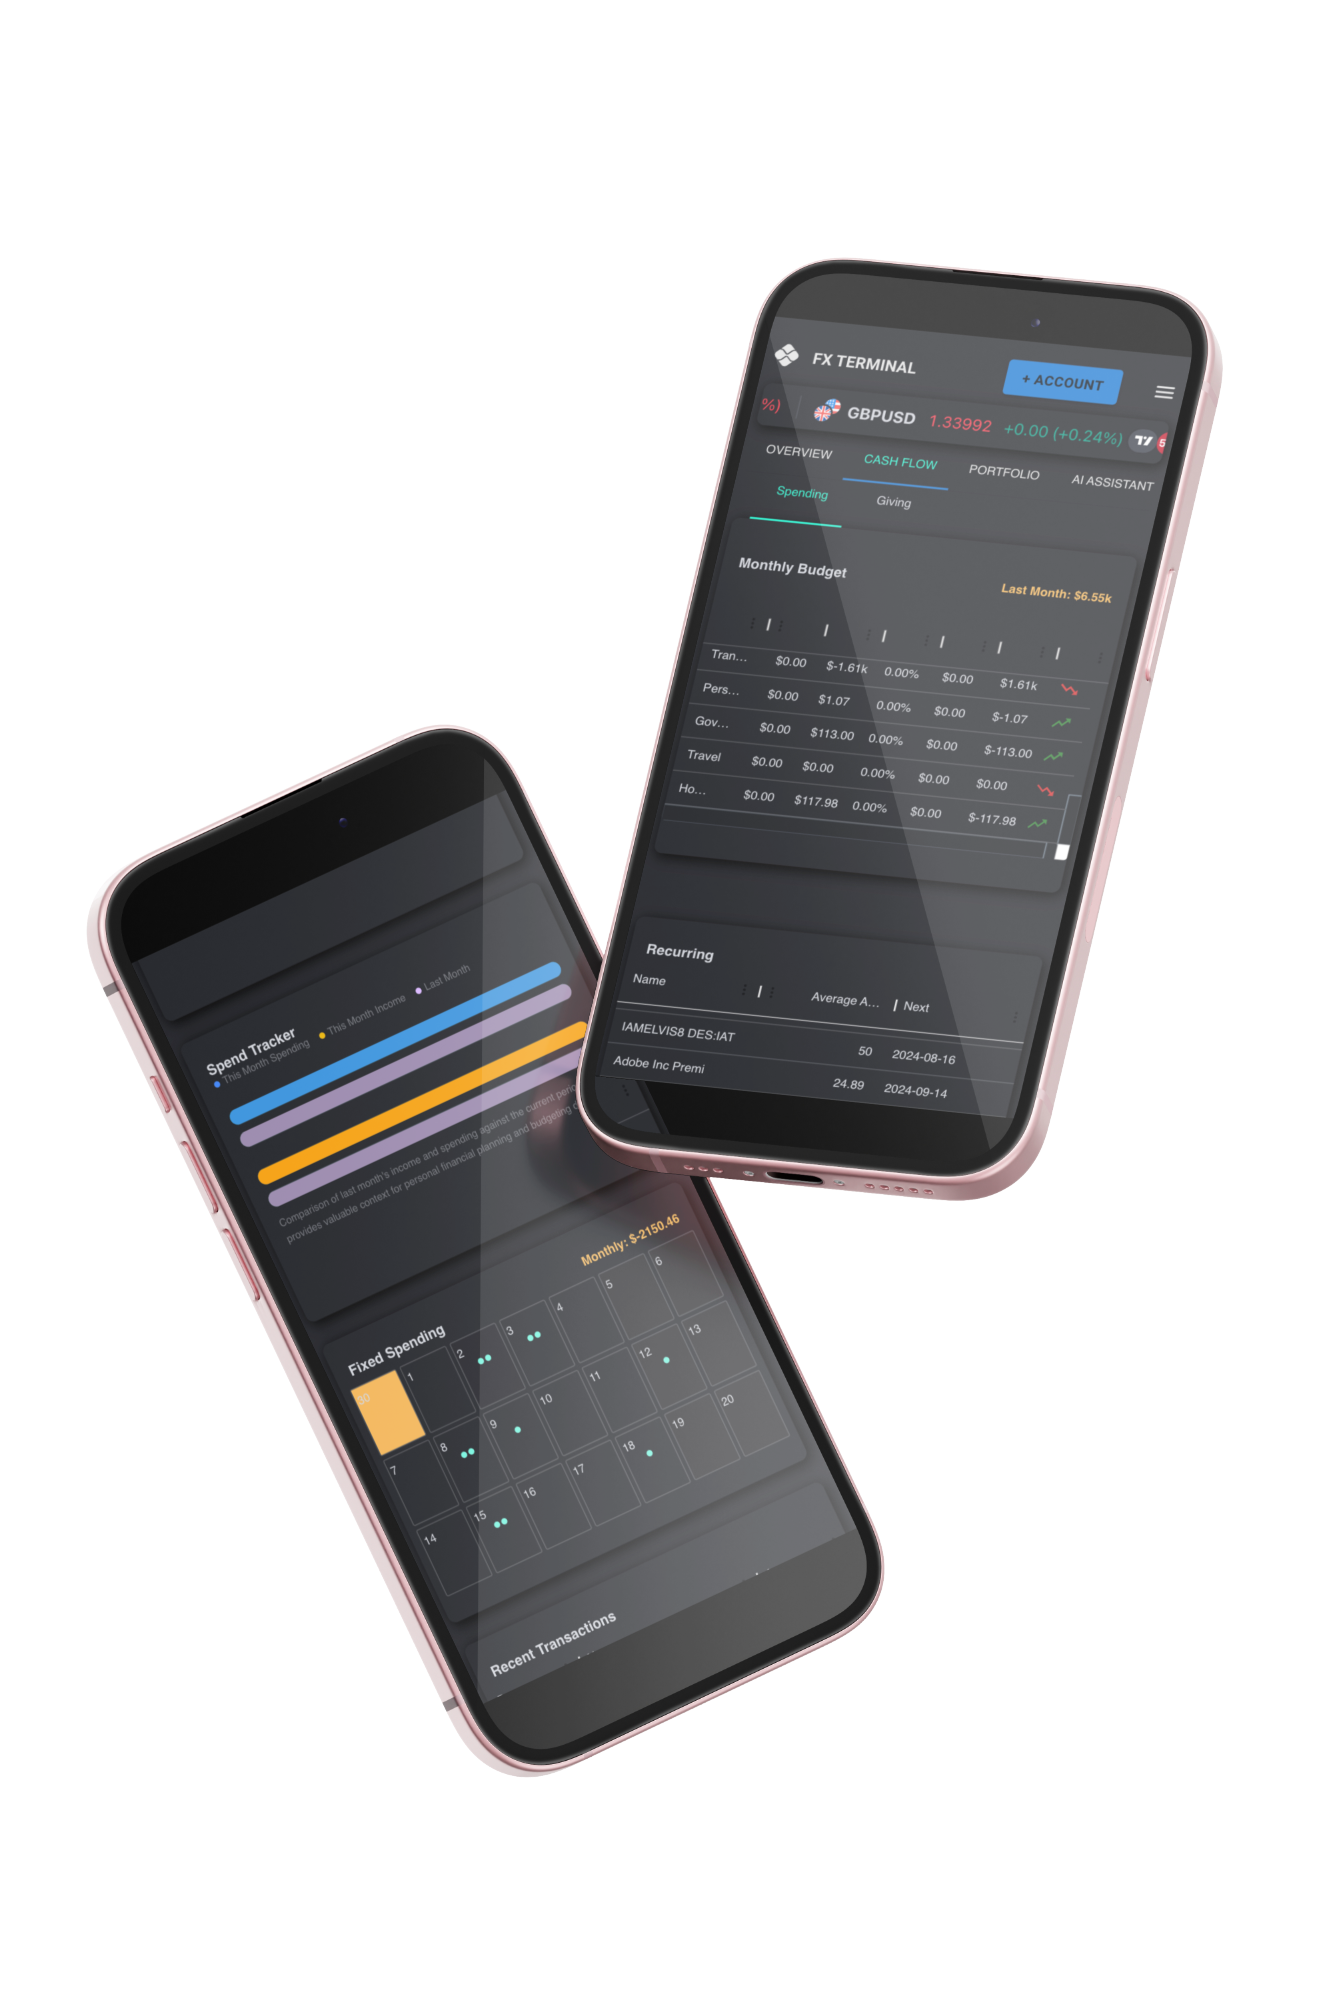 FX TERMINAL
+ ACCOUNT
%)
GBPUSD 1.33992 +0.00 (+0.24%)
OVERVIEW CASH FLOW PORTFOLIO AI ASSISTANT
Spending Giving
Monthly Budget
Last Month: $6.55k
Tran... $0.00 $-1.61k 0.00% $0.00 $1.61k
Pers... $0.00 $1.07 0.00% $0.00 $-1.07
Gov... $0.00 $113.00 0.00% $0.00 $-113.00
Travel $0.00 $0.00 0.00% $0.00 $0.00
Ho... $0.00 $117.98 0.00% $0.00 $-117.98
Recurring
Name Average A... Next
IAMELVIS8 DES:IAT 50 2024-08-16
Adobe Inc Premi 24.89 2024-09-14
Spend Tracker
This Month Spending This Month Income Last Month
Comparison of last month's income and spending against the current
provides valuable context for personal financial planning and budgeting
Fixed Spending
Monthly: $-2150.46
1 2 3 4 5 6
7 8 9 10 11 12 13
14 15 16 17 18 19 20
Recent Transactions